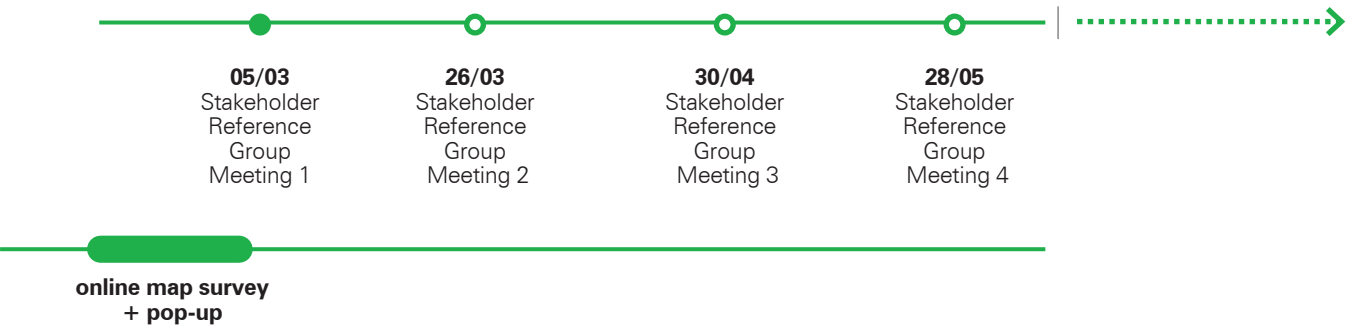 05/03
Stakeholder
Reference
Group
Meeting 1
26/03
Stakeholder
Reference
Group
Meeting 2
30/04
Stakeholder
Reference
Group
Meeting 3
28/05
Stakeholder
Reference
Group
Meeting 4
online map survey
+ pop-up